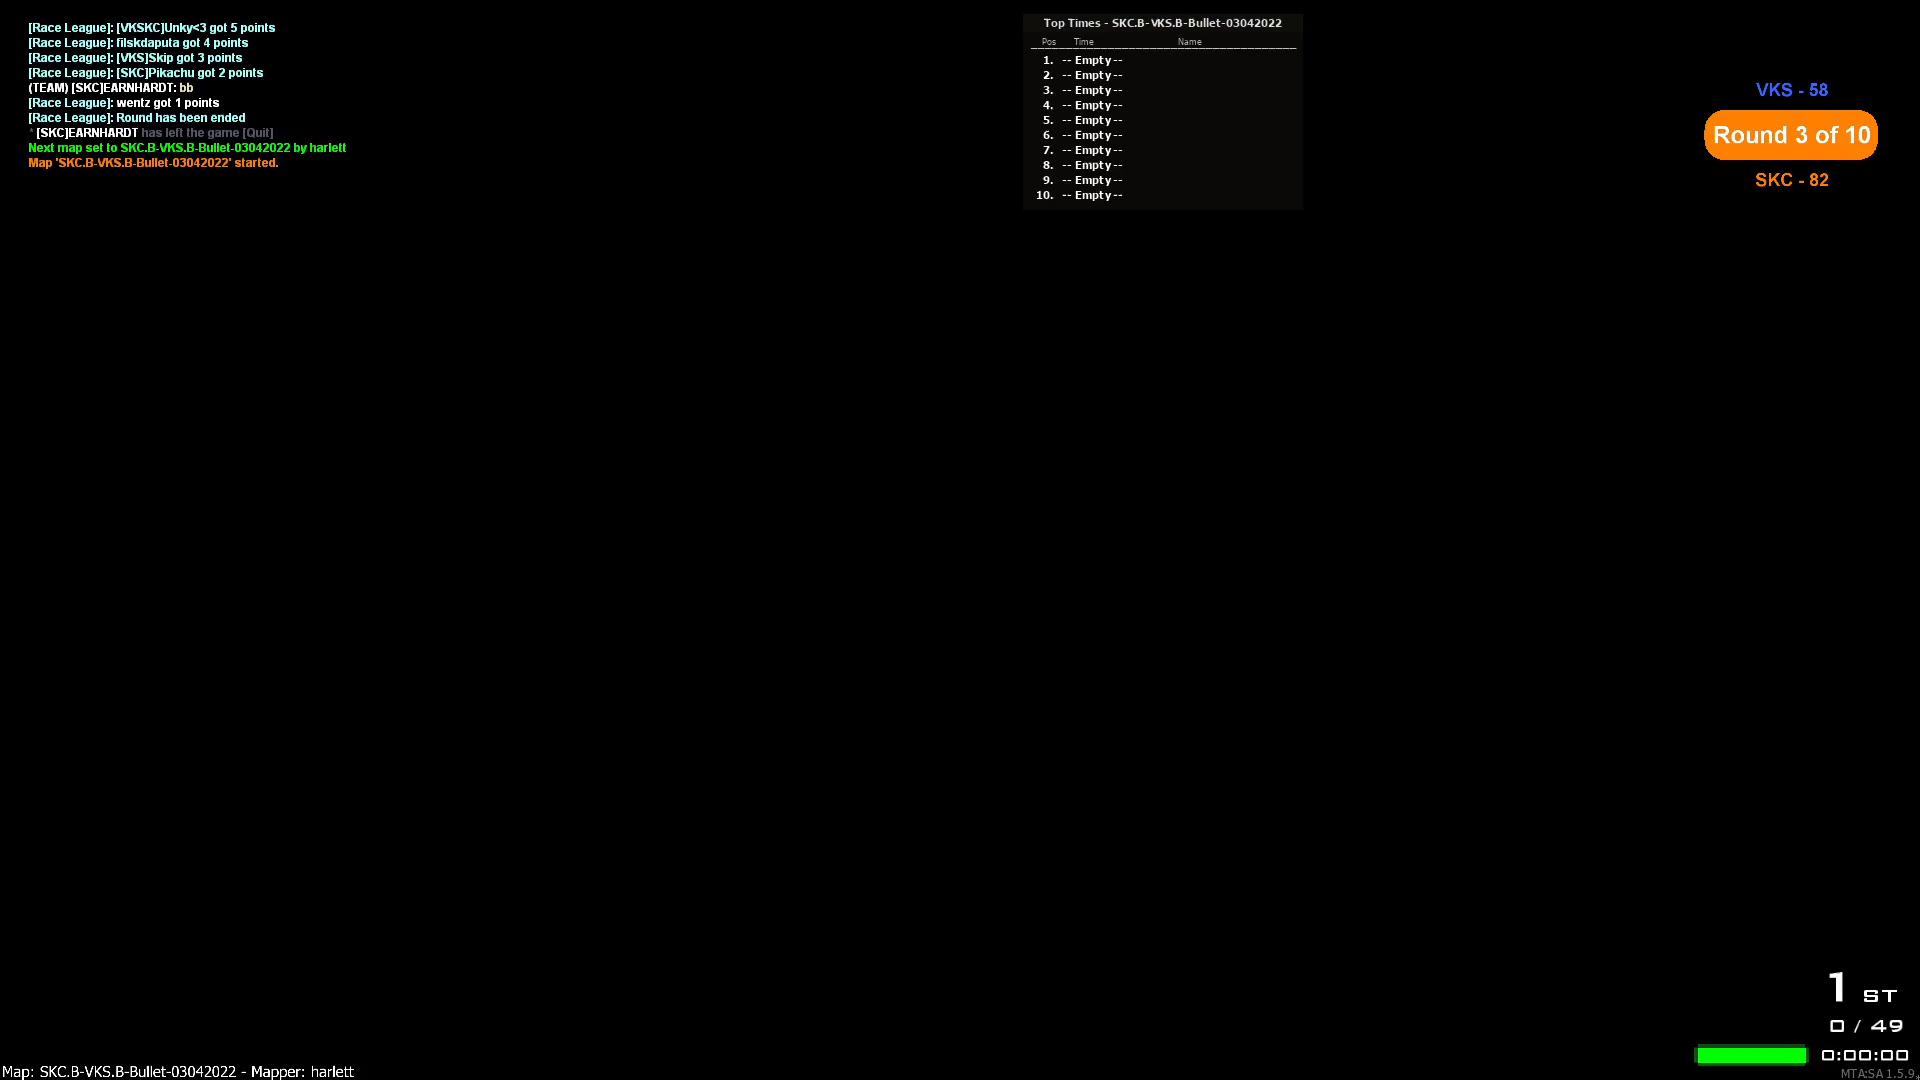 [Race League]: [VKSKC]Unky<3 got 5 points
[Race League]: filskdaputa got 4 points
[Race League]: [VKS]Skip got 3 points
[Race League]: [SKC]Pikachu got 2 points
(TEAM) [SKC]EARNHARDT: bb
[Race League]: wentz got 1 points
[Race League]: Round has been ended
* [SKC]EARNHARDT has left the game [Quit]
Next map set to SKC.B-VKS.B-Bullet-03042022 by harlett
Map 'SKC.B-VKS.B-Bullet-03042022' started.
Top Times - SKC.B-VKS.B-Bullet-03042022
Pos Time Name
1. -- Empty --
2. -- Empty --
3. -- Empty --
4. -- Empty --
5. -- Empty --
6. -- Empty --
7. -- Empty --
8. -- Empty --
9. -- Empty --
10. -- Empty --
VKS - 58
Round 3 of 10
SKC - 82
1 ST
0 / 49
0:00:00
MTA:SA 1.5.9
Map: SKC.B-VKS.B-Bullet-03042022 - Mapper: harlett